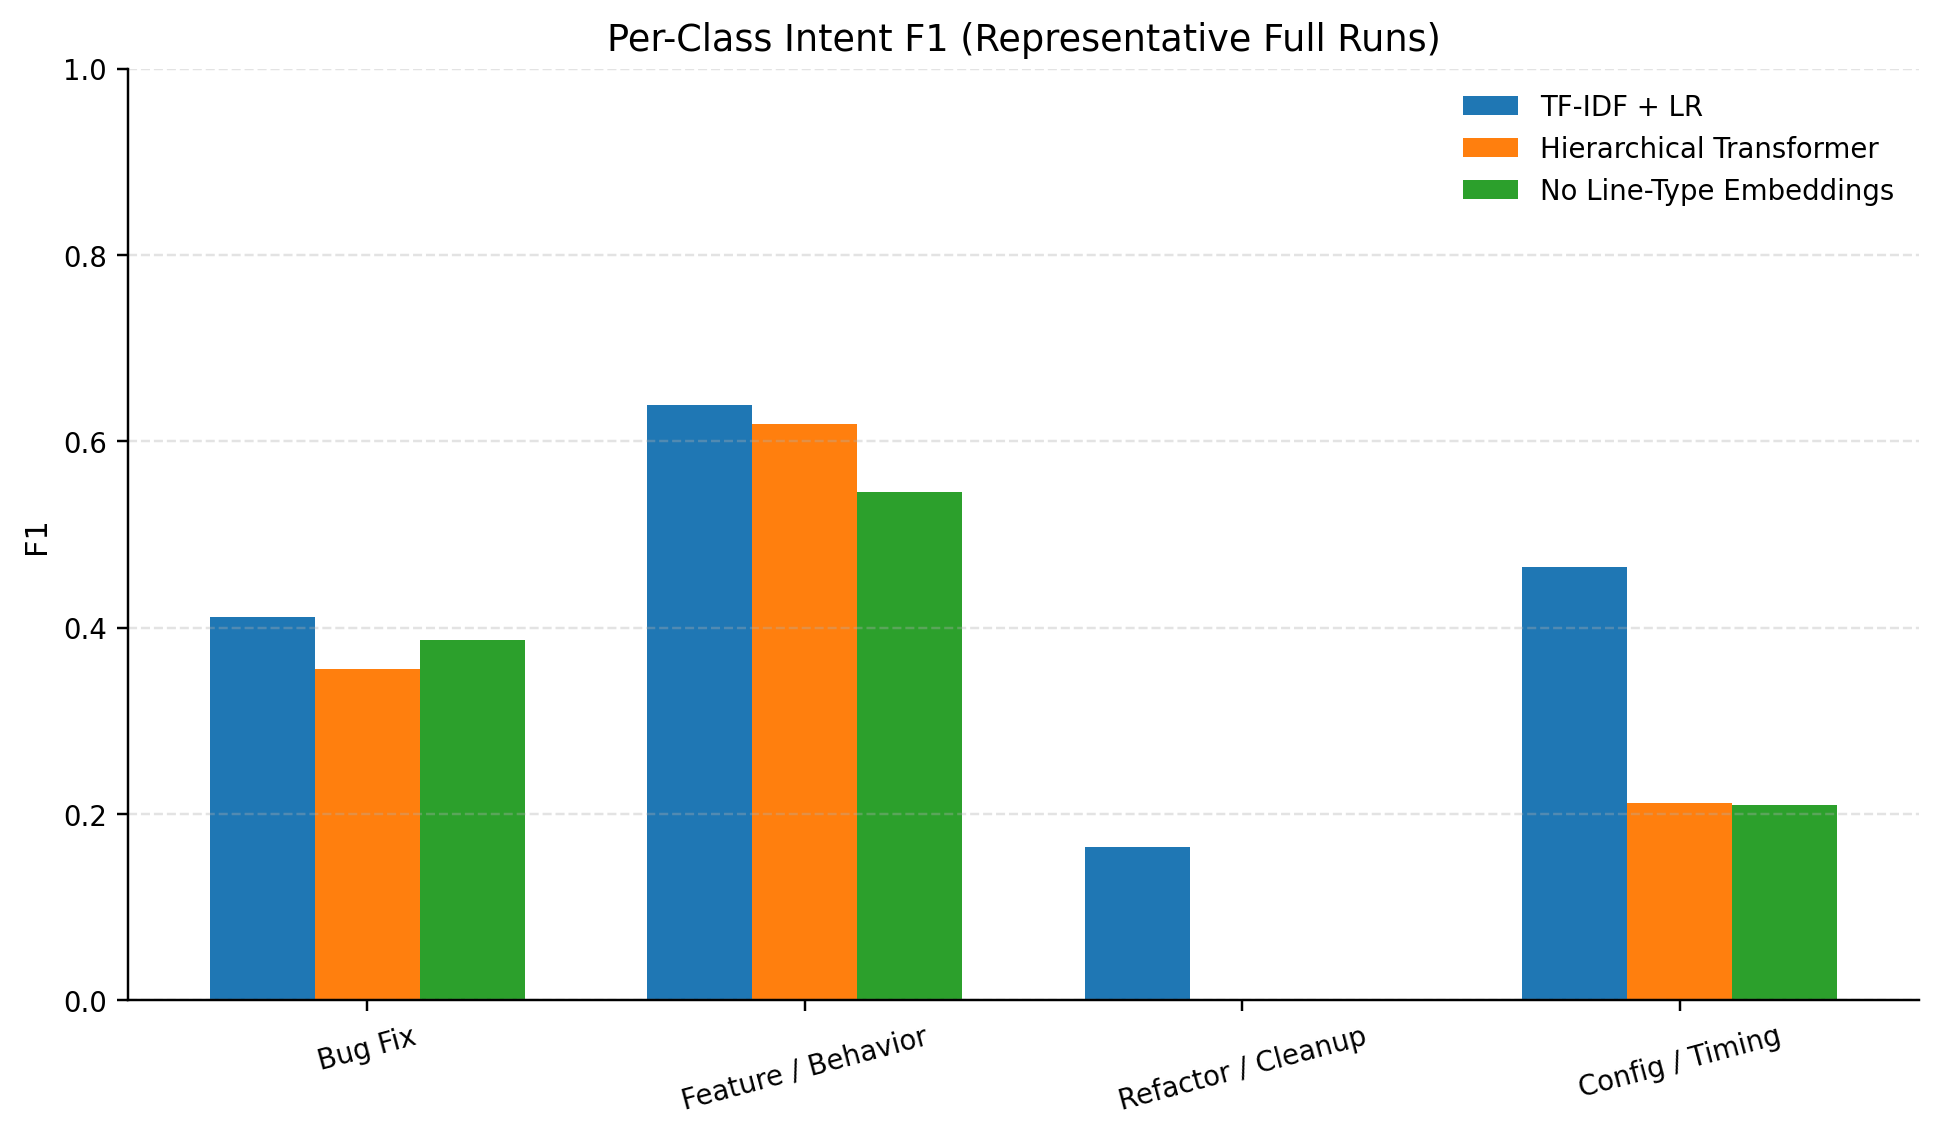 Per-Class Intent F1 (Representative Full Runs)
TF-IDF + LR
Hierarchical Transformer
No Line-Type Embeddings
F1
1.0
0.8
0.6
0.4
0.2
0.0
Bug Fix
Feature / Behavior
Refactor / Cleanup
Config / Timing